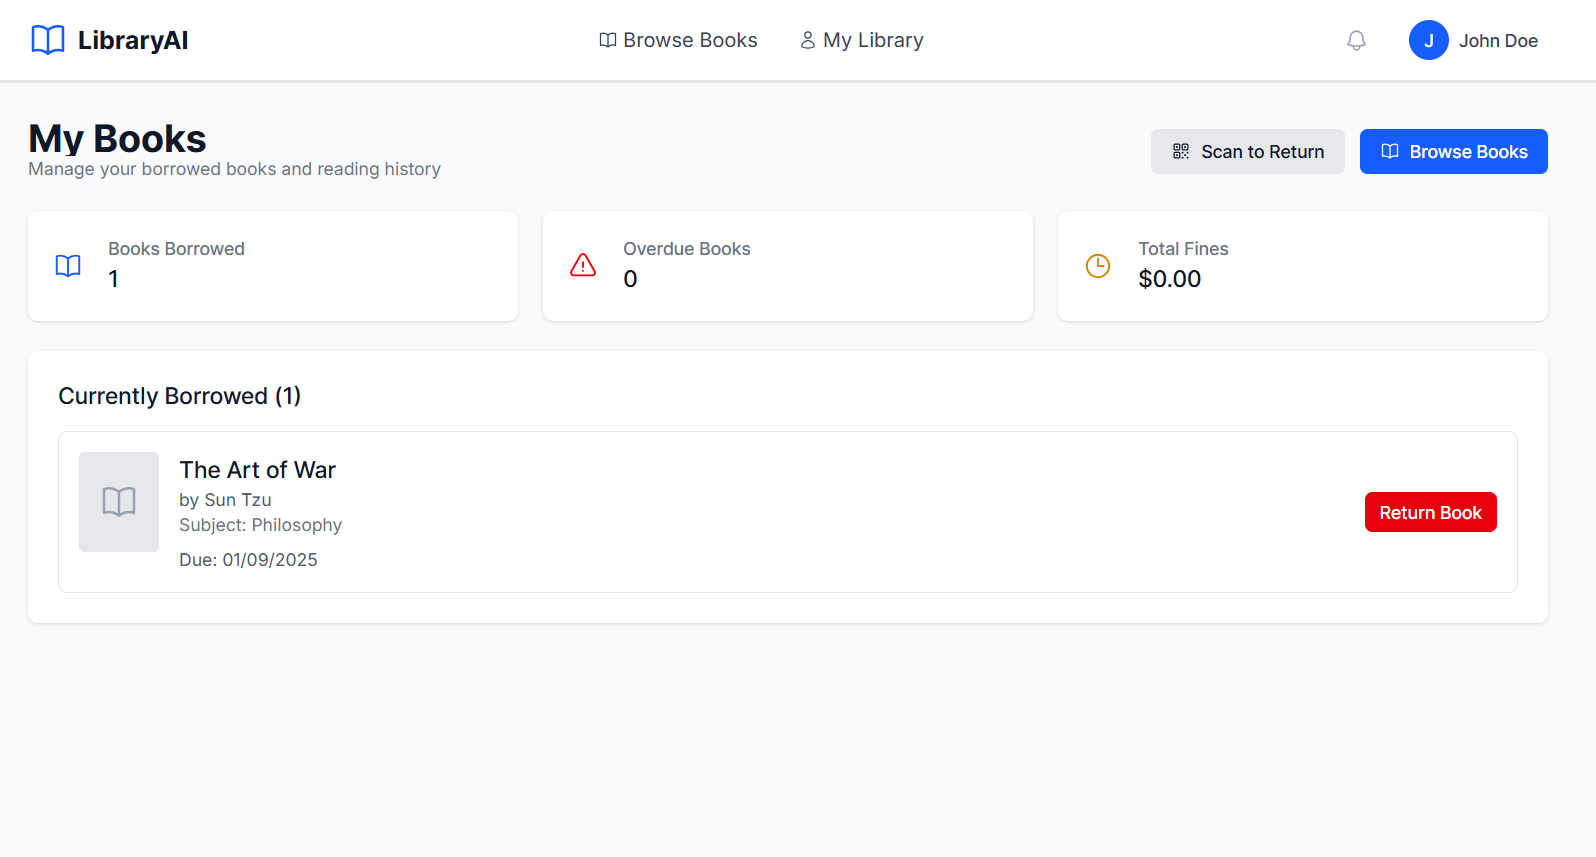 LibraryAI
Browse Books
My Library
J
John Doe
My Books
Manage your borrowed books and reading history
Scan to Return
Browse Books
Books Borrowed
1
Overdue Books
0
Total Fines
$0.00
Currently Borrowed (1)
The Art of War
by Sun Tzu
Subject: Philosophy
Due: 01/09/2025
Return Book